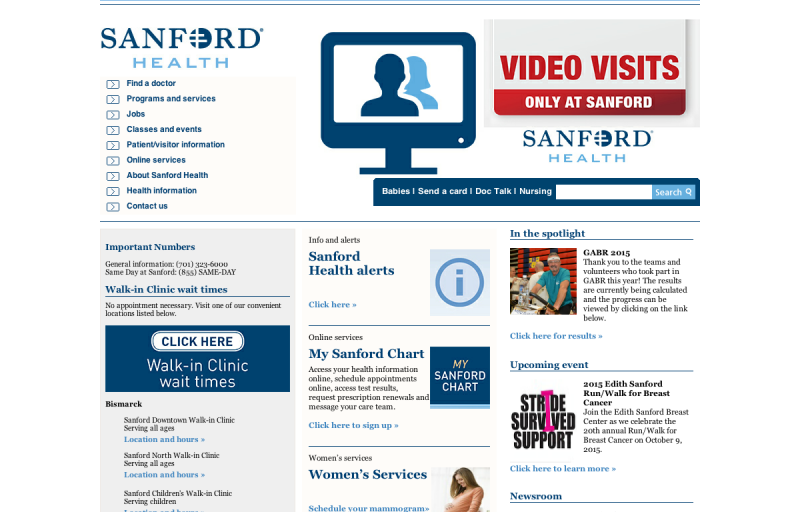 SANFORD
HEALTH
Find a doctor
Programs and services
Jobs
Classes and events
Patient/visitor information
Online services
About Sanford Health
Health information
Contact us
VIDEO VISITS
ONLY AT SANFORD
SANFORD
HEALTH
Babies | Send a card | Doc Talk | Nursing
Search
Important Numbers
General information: (701) 323-6000
Same Day at Sanford: (855) SAME-DAY
Walk-in Clinic wait times
No appointment necessary. Visit one of our convenient
locations listed below.
CLICK HERE
Walk-in Clinic
wait times
Bismarck
Sanford Downtown Walk-in Clinic
Serving all ages
Location and hours »
Sanford North Walk-in Clinic
Serving all ages
Location and hours »
Sanford Children's Walk-in Clinic
Serving children
Location and hours »
Info and alerts
Sanford
Health alerts
Click here »
Online services
My Sanford Chart
Access your health information
online, schedule appointments
online, access test results,
request prescription renewals and
message your care team.
Click here to sign up »
MY
SANFORD
CHART
Women's services
Women's Services
Schedule your mammogram»
In the spotlight
GABR 2015
Thank you to the teams and
volunteers who took part in
GABR this year! The results
are currently being calculated
and the progress can be
viewed by clicking on the link
below.
Click here for results »
Upcoming event
2015 Edith Sanford
Run/Walk for Breast
Cancer
Join the Edith Sanford Breast
Center as we celebrate the
20th annual Run/Walk for
Breast Cancer on October 9,
2015.
STRIDE
SURVIVED
SUPPORT
Click here to learn more »
Newsroom